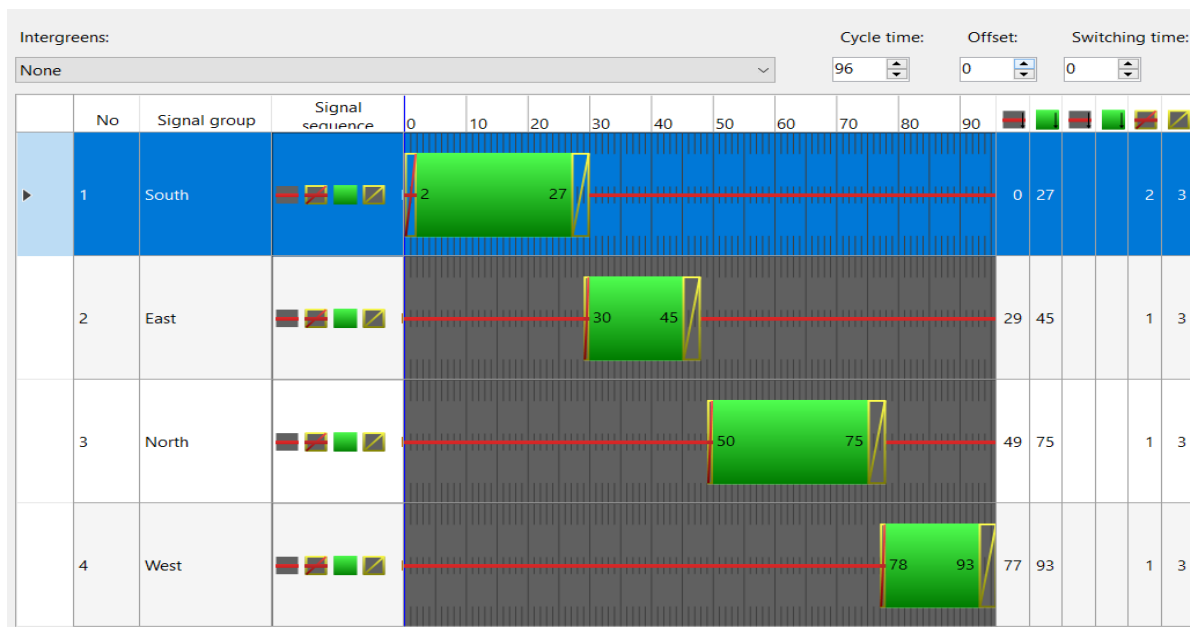 Intergreens: Cycle time: Offset: Switching time:
None 96 0 0
No Signal group Signal sequence 0 10 20 30 40 50 60 70 80 90
1 South 2 27 0 27 2 3
2 East 30 45 29 45 1 3
3 North 50 75 49 75 1 3
4 West 78 93 77 93 1 3